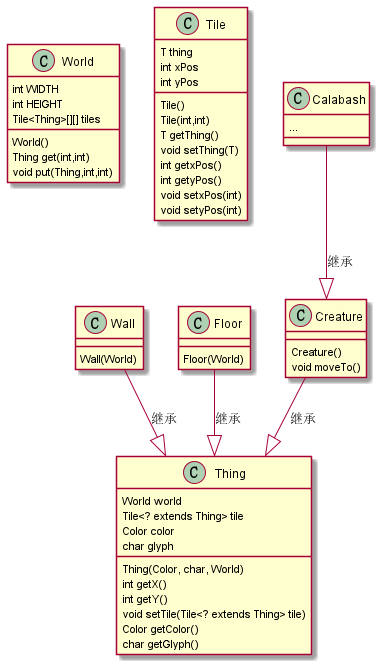 C World
int WIDTH
int HEIGHT
Tile<Thing>[][] tiles
World()
Thing get(int,int)
void put(Thing,int,int)
C Tile
T thing
int xPos
int yPos
Tile()
Tile(int,int)
T getThing()
void setThing(T)
int getxPos()
int getyPos()
void setxPos(int)
void setyPos(int)
C Calabash
...
继承
C Wall
Wall(World)
C Floor
Floor(World)
C Creature
Creature()
void moveTo()
继承
继承
继承
C Thing
World world
Tile<? extends Thing> tile
Color color
char glyph
Thing(Color, char, World)
int getX()
int getY()
void setTile(Tile<? extends Thing> tile)
Color getColor()
char getGlyph()